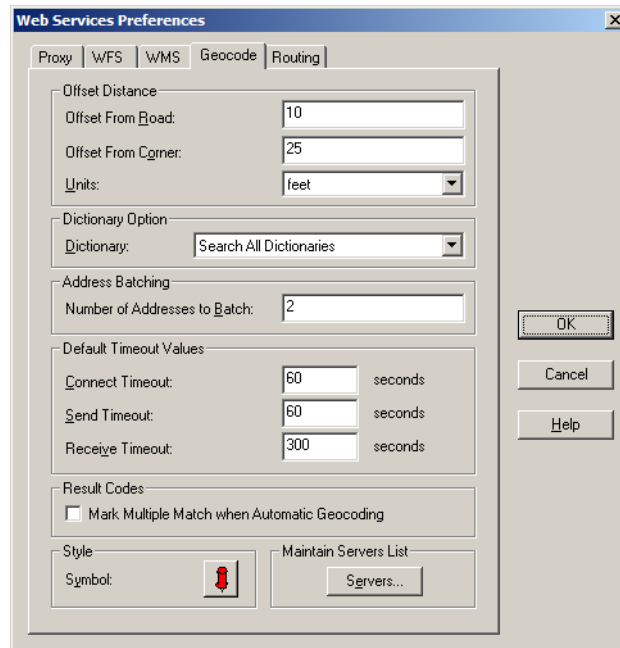 Web Services Preferences
Proxy WFS WMS Geocode Routing
Offset Distance
Offset From Road: 10
Offset From Corner: 25
Units: feet
Dictionary Option
Dictionary: Search All Dictionaries
Address Batching
Number of Addresses to Batch: 2
OK
Default Timeout Values
Connect Timeout: 60 seconds
Cancel
Send Timeout: 60 seconds
Help
Receive Timeout: 300 seconds
Result Codes
Mark Multiple Match when Automatic Geocoding
Style
Symbol:
Maintain Servers List
Servers...